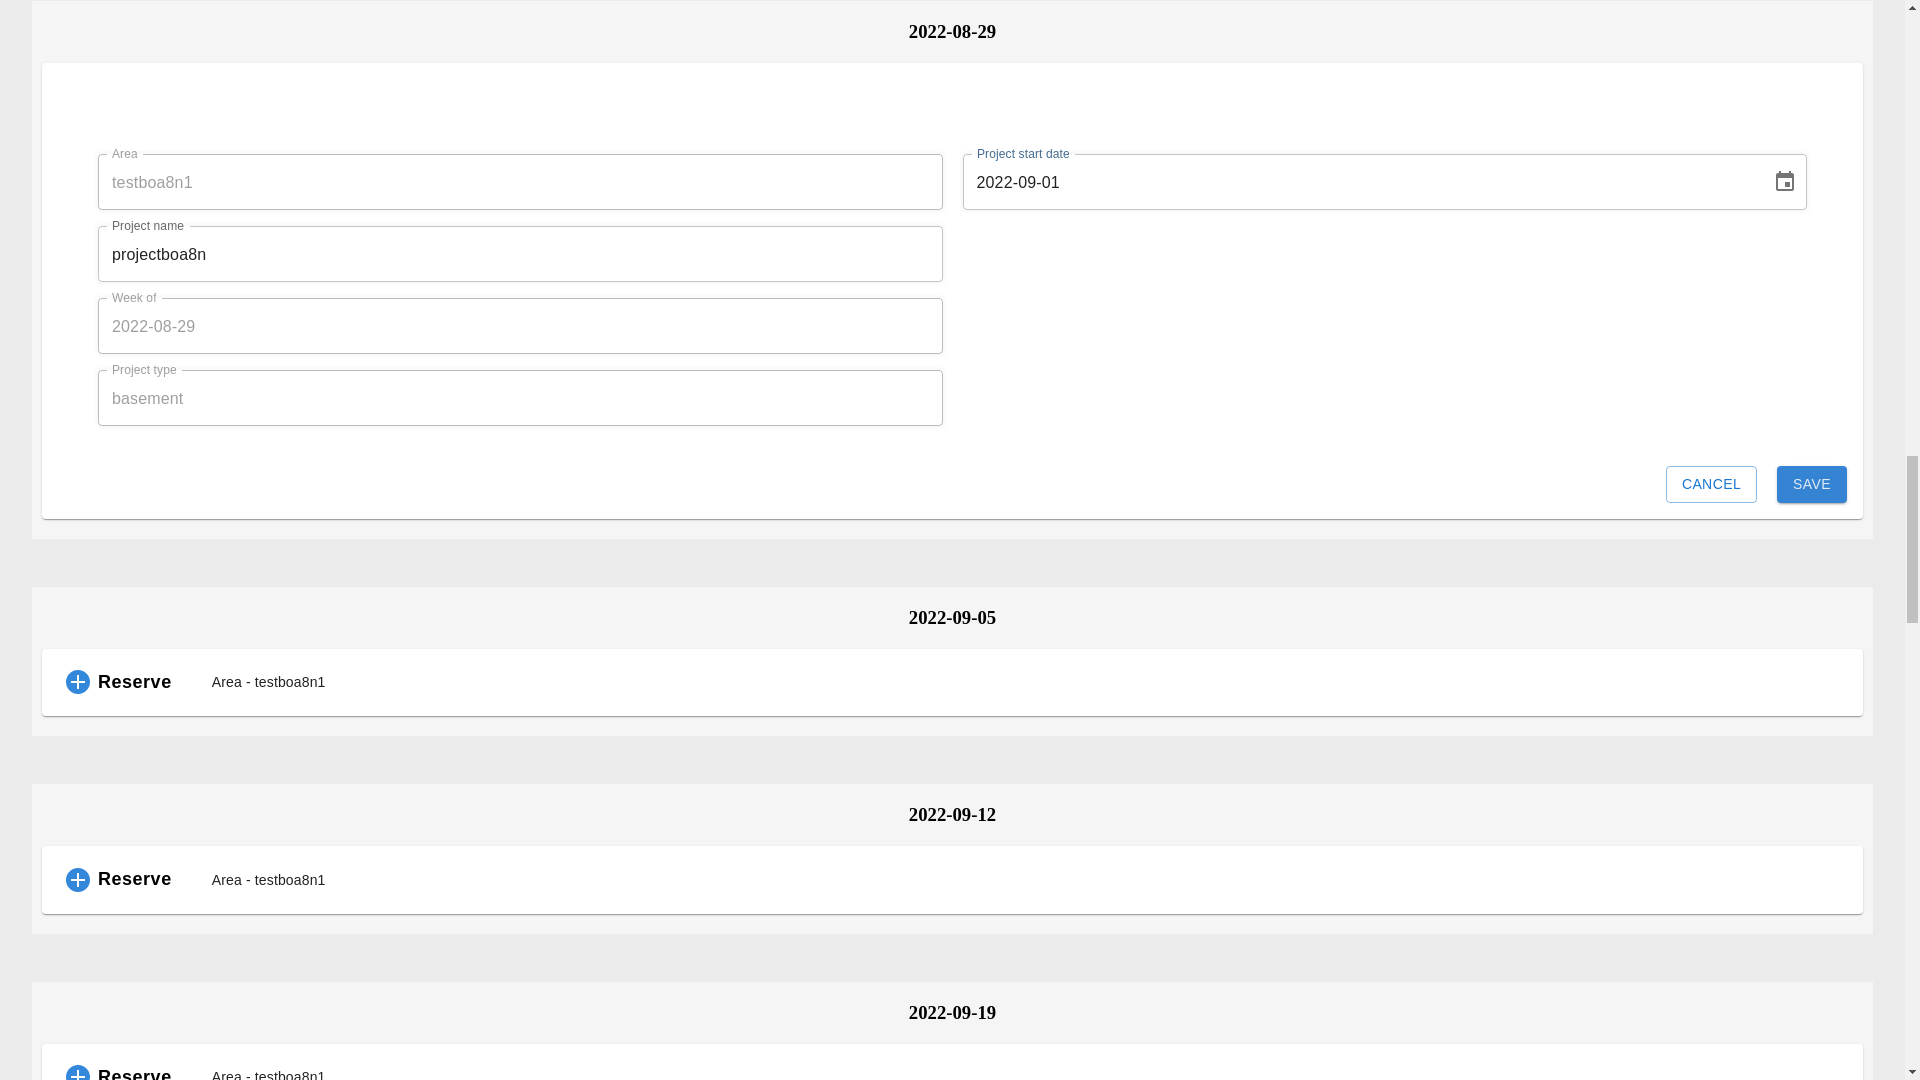 2022-08-29
Area
testboa8n1
Project start date
2022-09-01
Project name
projectboa8n
Week of
2022-08-29
Project type
basement
CANCEL
SAVE
2022-09-05
Reserve
Area - testboa8n1
2022-09-12
Reserve
Area - testboa8n1
2022-09-19
Reserve
Area - testboa8n1